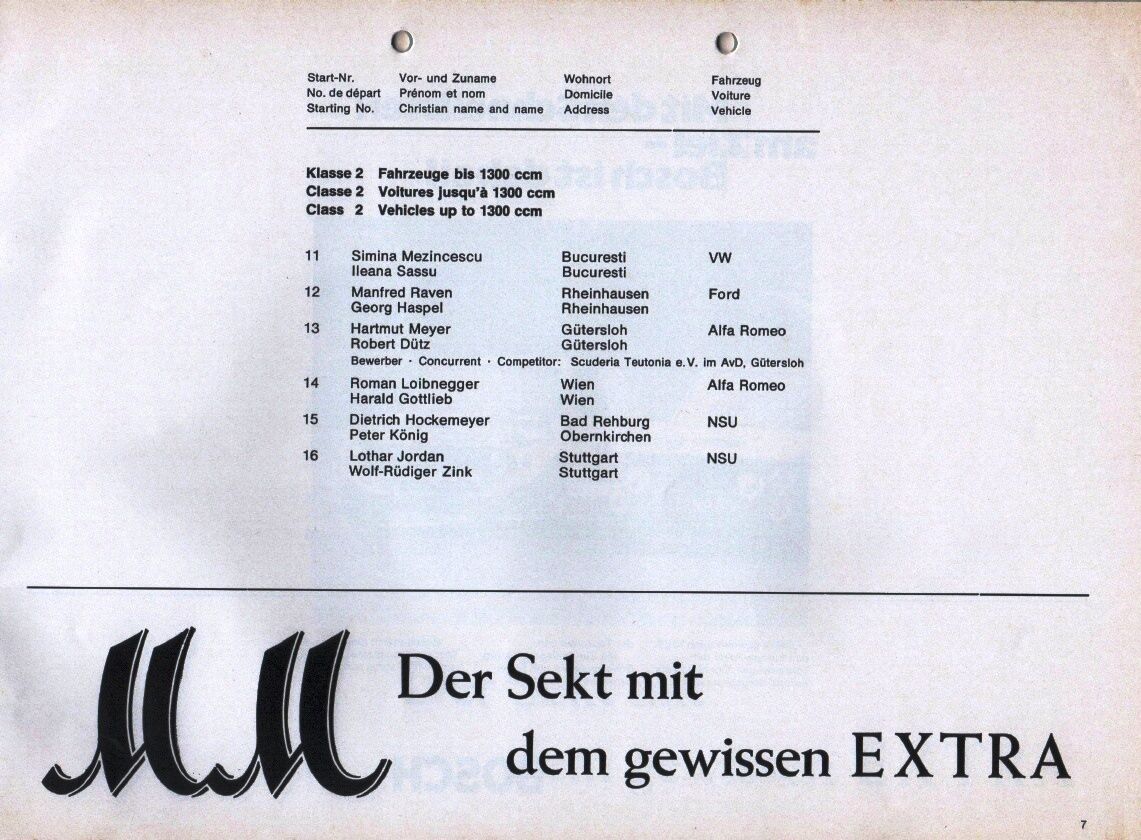 Start-Nr. Vor- und Zuname Wohnort Fahrzeug
No. de départ Prénom et nom Domicile Voiture
Starting No. Christian name and name Address Vehicle
Klasse 2 Fahrzeuge bis 1300 ccm
Classe 2 Voitures jusqu'à 1300 ccm
Class 2 Vehicles up to 1300 ccm
11 Simina Mezincescu Bucuresti VW
Ileana Sassu Bucuresti
12 Manfred Raven Rheinhausen Ford
Georg Haspel Rheinhausen
13 Hartmut Meyer Gütersloh Alfa Romeo
Robert Dütz Gütersloh
Bewerber · Concurrent · Competitor: Scuderia Teutonia e.V. im AvD, Gütersloh
14 Roman Loibnegger Wien Alfa Romeo
Harald Gottlieb Wien
15 Dietrich Hockemeyer Bad Rehburg NSU
Peter König Obernkirchen
16 Lothar Jordan Stuttgart NSU
Wolf-Rüdiger Zink Stuttgart
MM Der Sekt mit
dem gewissen EXTRA
7